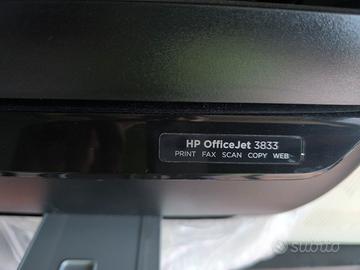 HP OfficeJet 3833
PRINT FAX SCAN COPY WEB
subito